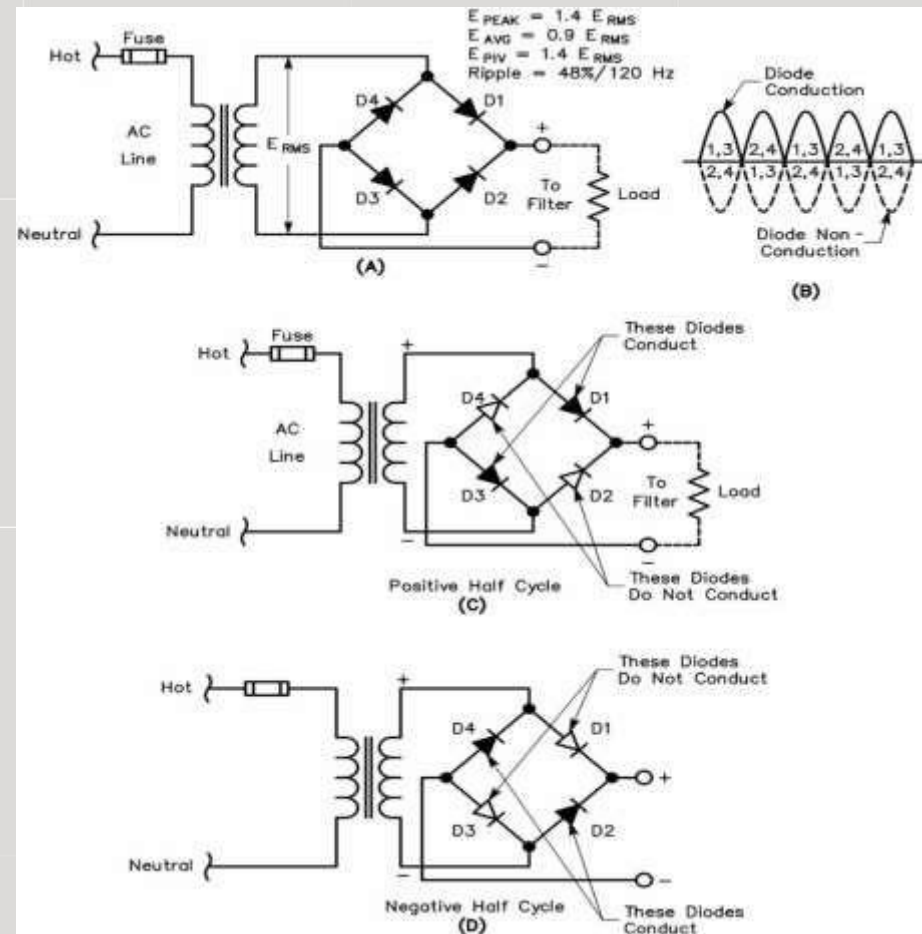 E PEAK = 1.4 E RMS
E AVG = 0.9 E RMS
E PIV = 1.4 E RMS
Ripple = 48%/120 Hz
Fuse
Hot
AC
Line
Neutral
E RMS
D4
D1
D3
D2
+
To
Filter
Load
−
(A)
Diode
Conduction
1,3 2,4 1,3 2,4 1,3
2,4 1,3 2,4 1,3 2,4
Diode Non-
Conduction
(B)
Fuse
Hot
AC
Line
Neutral
+
−
These Diodes
Conduct
D4
D1
D3
D2
+
To
Filter
Load
−
These Diodes
Do Not Conduct
Positive Half Cycle
(C)
Hot
Neutral
+
−
These Diodes
Do Not Conduct
D4
D1
D3
D2
+
−
These Diodes
Conduct
Negative Half Cycle
(D)